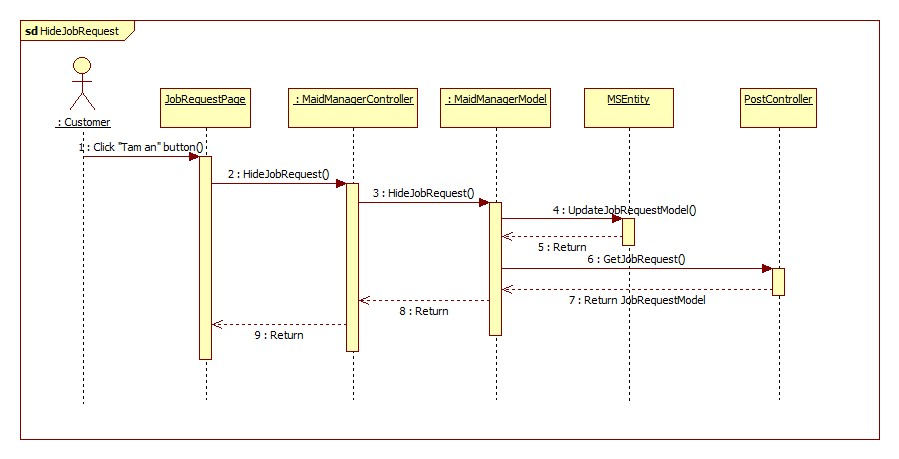 sd HideJobRequest
: Customer
JobRequestPage
: MaidManagerController
: MaidManagerModel
MSEntity
PostController
1 : Click "Tam an" button()
2 : HideJobRequest()
3 : HideJobRequest()
4 : UpdateJobRequestModel()
5 : Return
6 : GetJobRequest()
7 : Return JobRequestModel
8 : Return
9 : Return